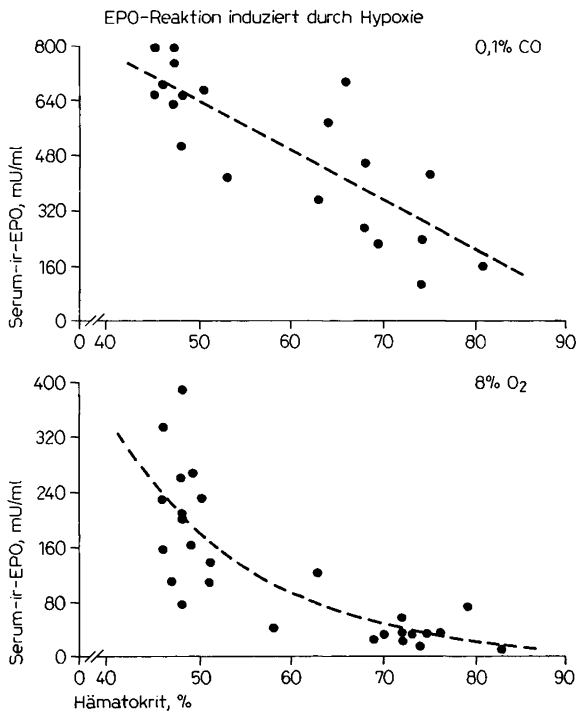 EPO-Reaktion induziert durch Hypoxie
0,1% CO
Serum-ir-EPO, mU/ml
800
640
480
320
160
0
0 40 50 60 70 80 90
8% O₂
Serum-ir-EPO, mU/ml
400
320
240
160
80
0
0 40 50 60 70 80 90
Hämatokrit, %